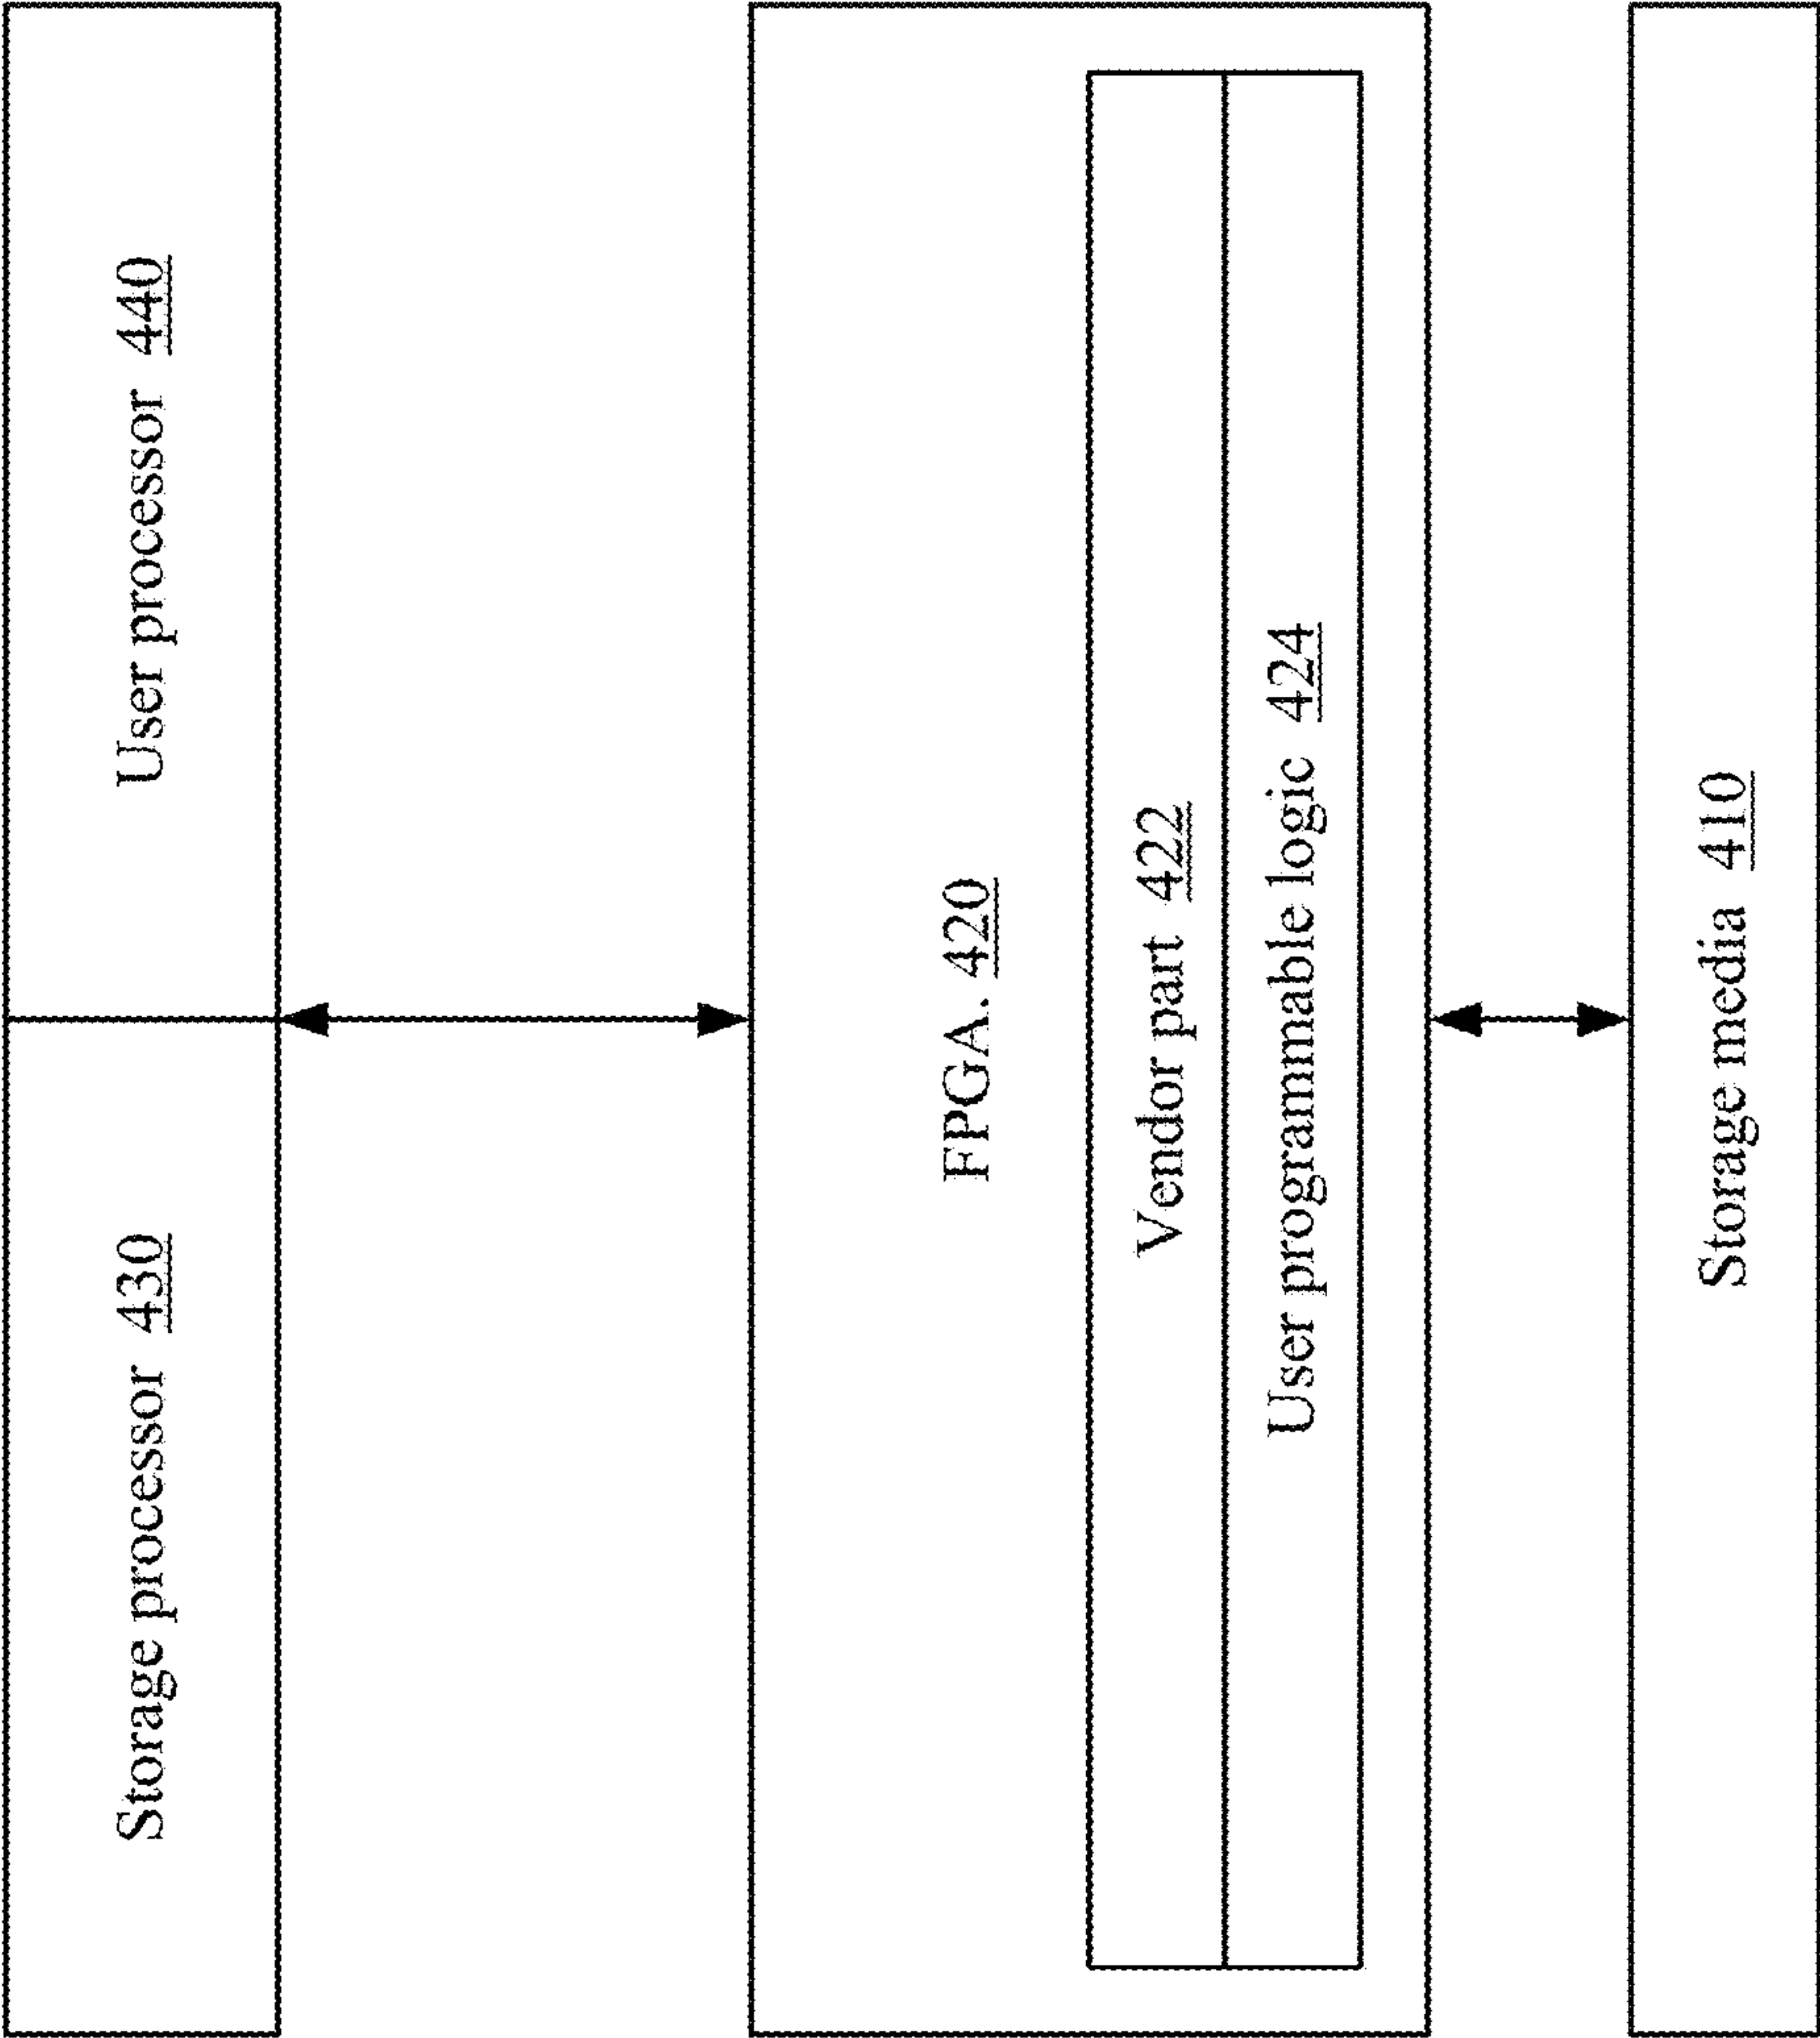 Storage processor 430
User processor 440
FPGA. 420
Vendor part 422
User programmable logic 424
Storage media 410